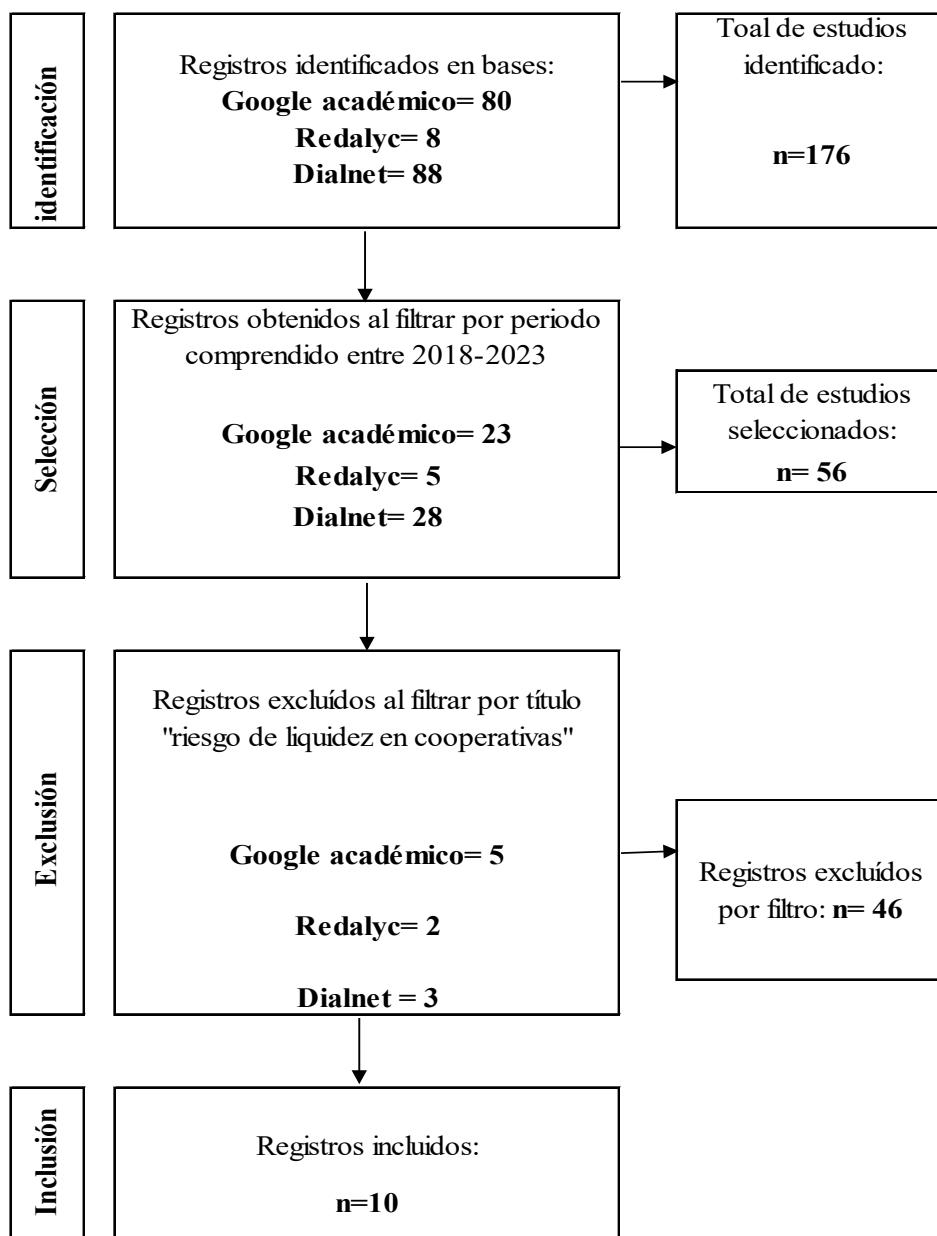 identificación
Registros identificados en bases:
Google académico= 80
Redalyc= 8
Dialnet= 88
Toal de estudios
identificado:
n=176
Selección
Registros obtenidos al filtrar por periodo
comprendido entre 2018-2023
Google académico= 23
Redalyc= 5
Dialnet= 28
Total de estudios
seleccionados:
n= 56
Exclusión
Registros excluídos al filtrar por título
"riesgo de liquidez en cooperativas"
Google académico= 5
Redalyc= 2
Dialnet = 3
Registros excluídos
por filtro: n= 46
Inclusión
Registros incluidos:
n=10